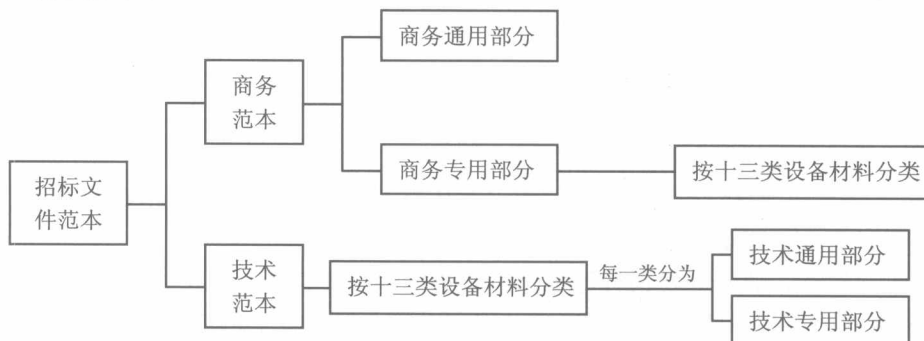 商务通用部分
商务
范本
商务专用部分
按十三类设备材料分类
招标文
件范本
技术
范本
按十三类设备材料分类
每一类分为
技术通用部分
技术专用部分